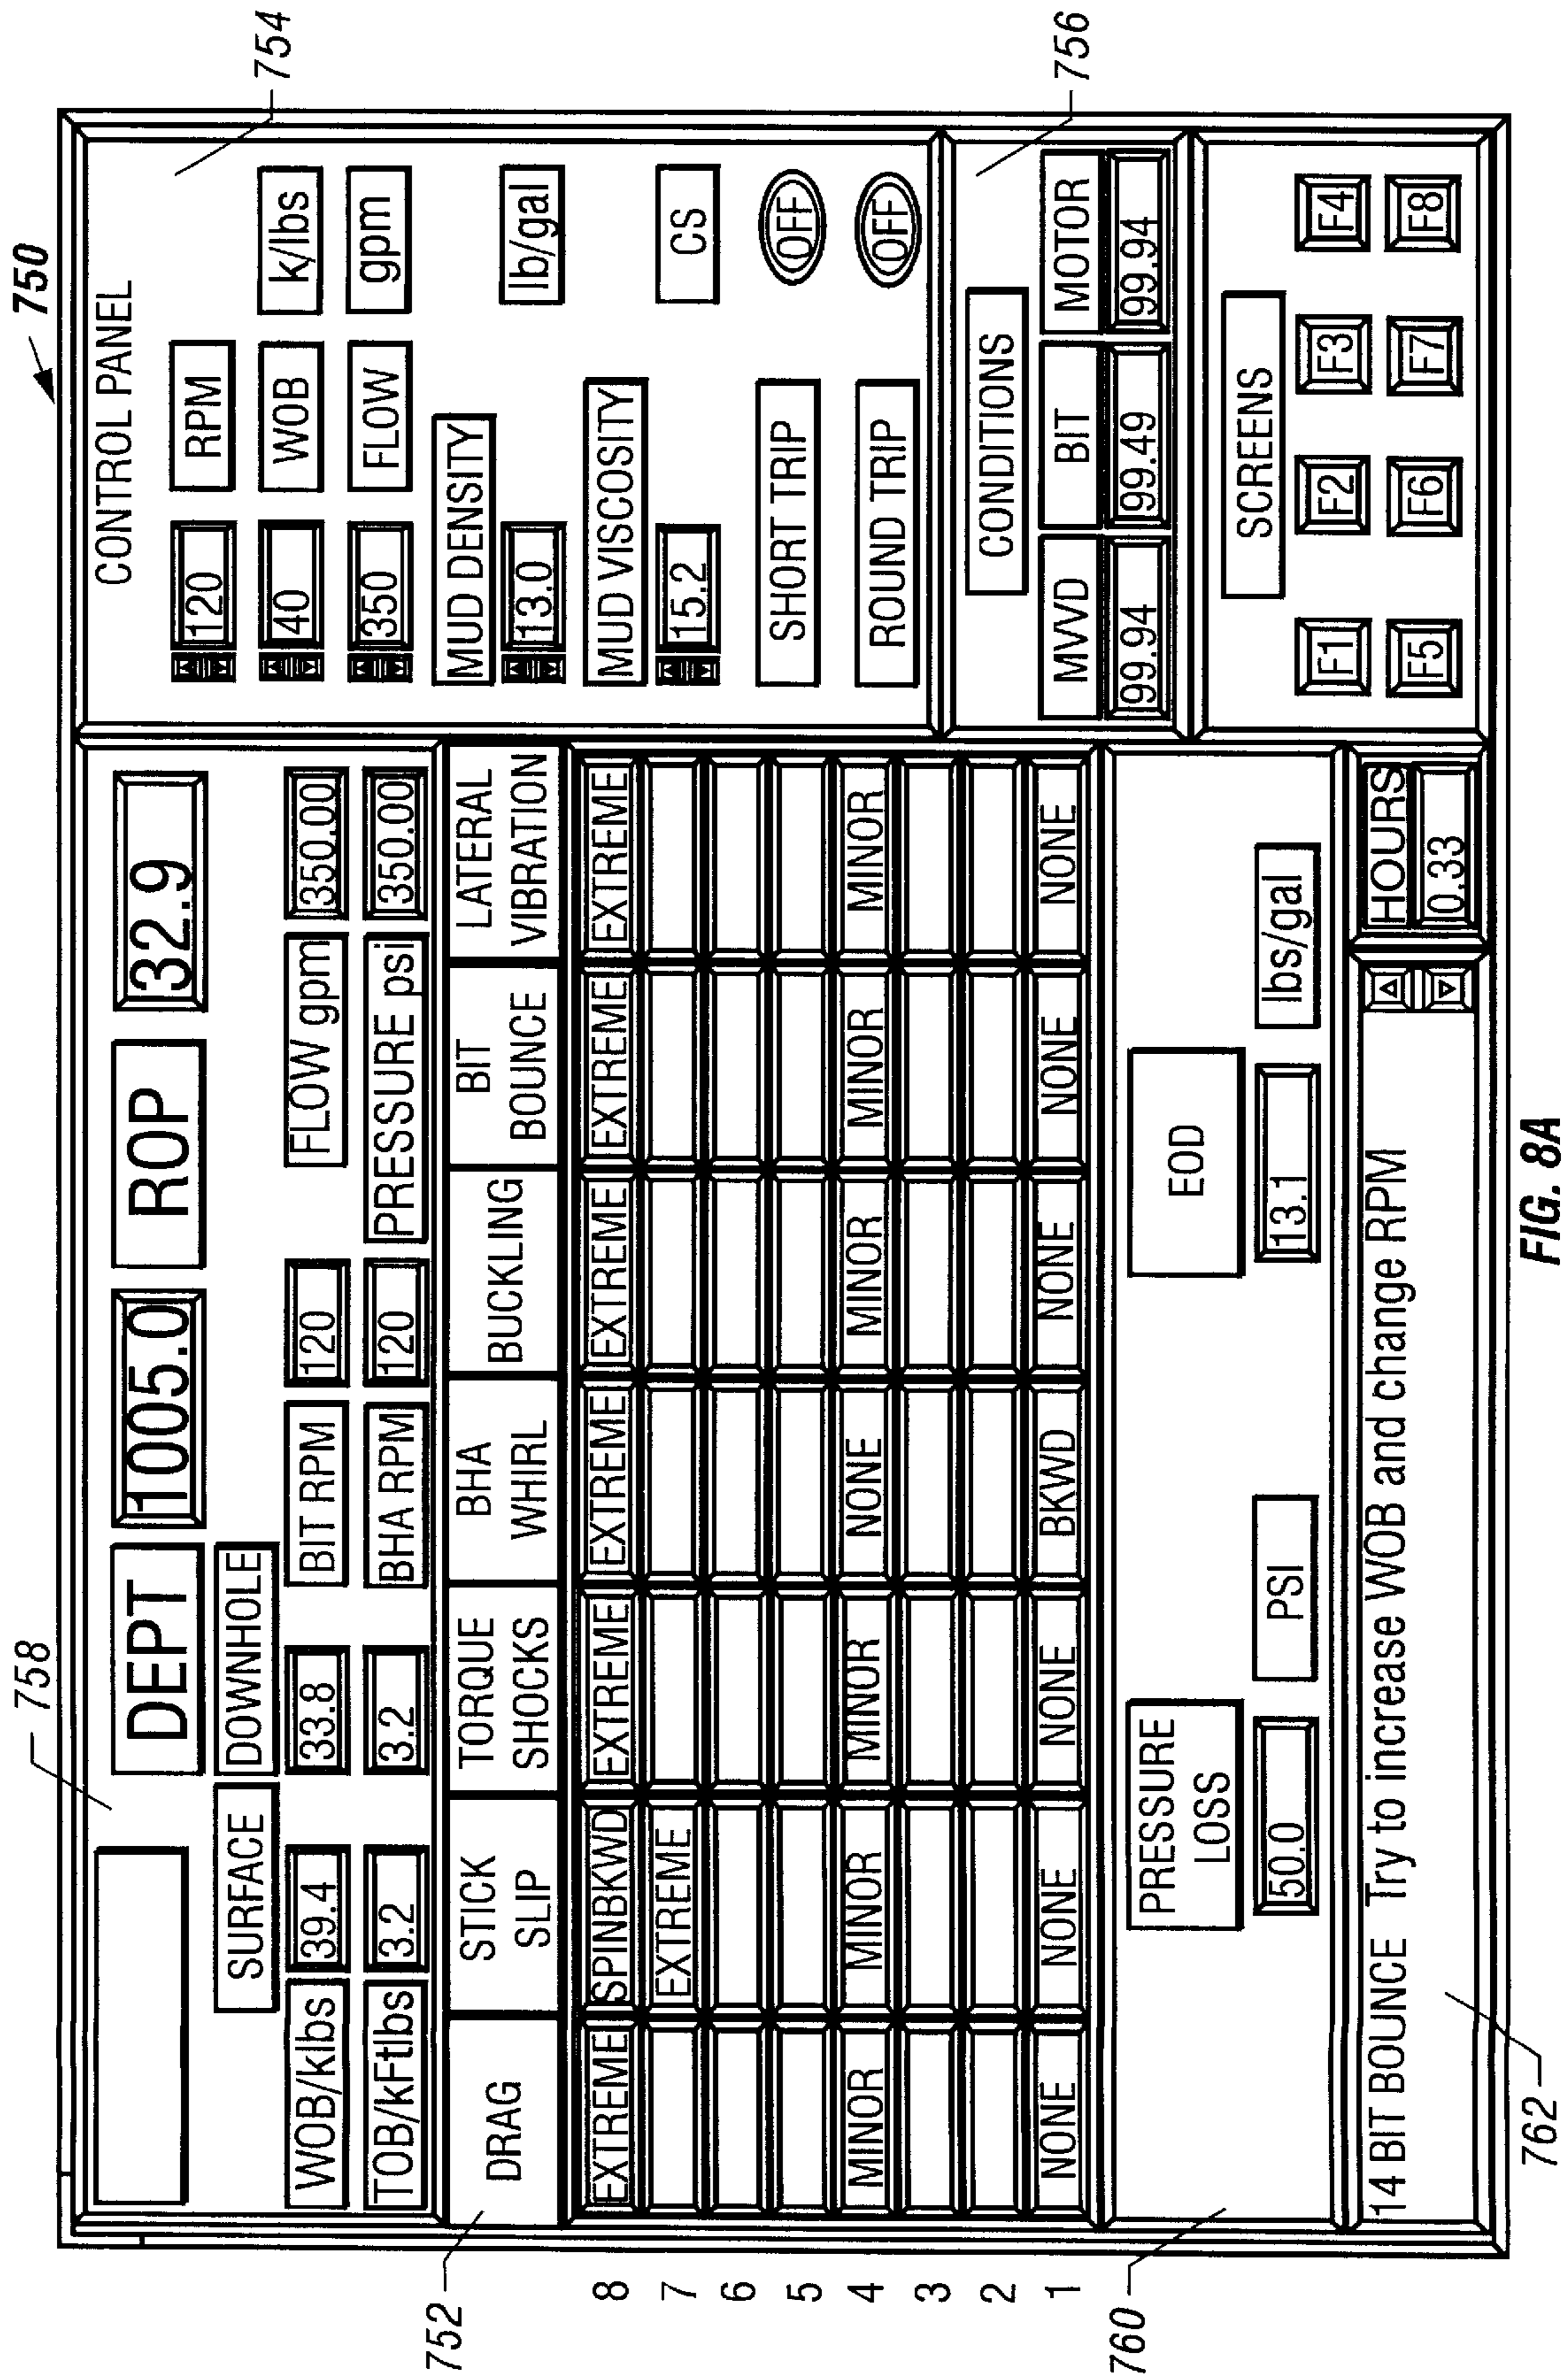 750
758
DEPT 1005.0 ROP 32.9
SURFACE DOWNHOLE
WOB/klbs 39.4 33.8 BIT RPM 120 FLOW gpm 350.00
TOB/kFtlbs 3.2 3.2 BHA RPM 120 PRESSURE psi 350.00
752
DRAG
STICK SLIP
TORQUE SHOCKS
BHA WHIRL
BUCKLING
BIT BOUNCE
LATERAL VIBRATION
8 EXTREME SPINBKWD EXTREME EXTREME EXTREME EXTREME EXTREME
7 EXTREME
6
5
4 MINOR MINOR MINOR NONE MINOR MINOR MINOR
3
2
1 NONE NONE NONE BKWD NONE NONE NONE
760
PRESSURE LOSS
50.0 PSI
EOD
13.1 lbs/gal
14 BIT BOUNCE Try to increase WOB and change RPM
HOURS
0.33
762
CONTROL PANEL
754
120 RPM
40 WOB k/lbs
350 FLOW gpm
MUD DENSITY
13.0 lb/gal
MUD VISCOSITY
15.2 CS
SHORT TRIP OFF
ROUND TRIP OFF
CONDITIONS
756
MVVD BIT MOTOR
99.94 99.49 99.94
SCREENS
F1 F2 F3 F4
F5 F6 F7 F8
FIG. 8A